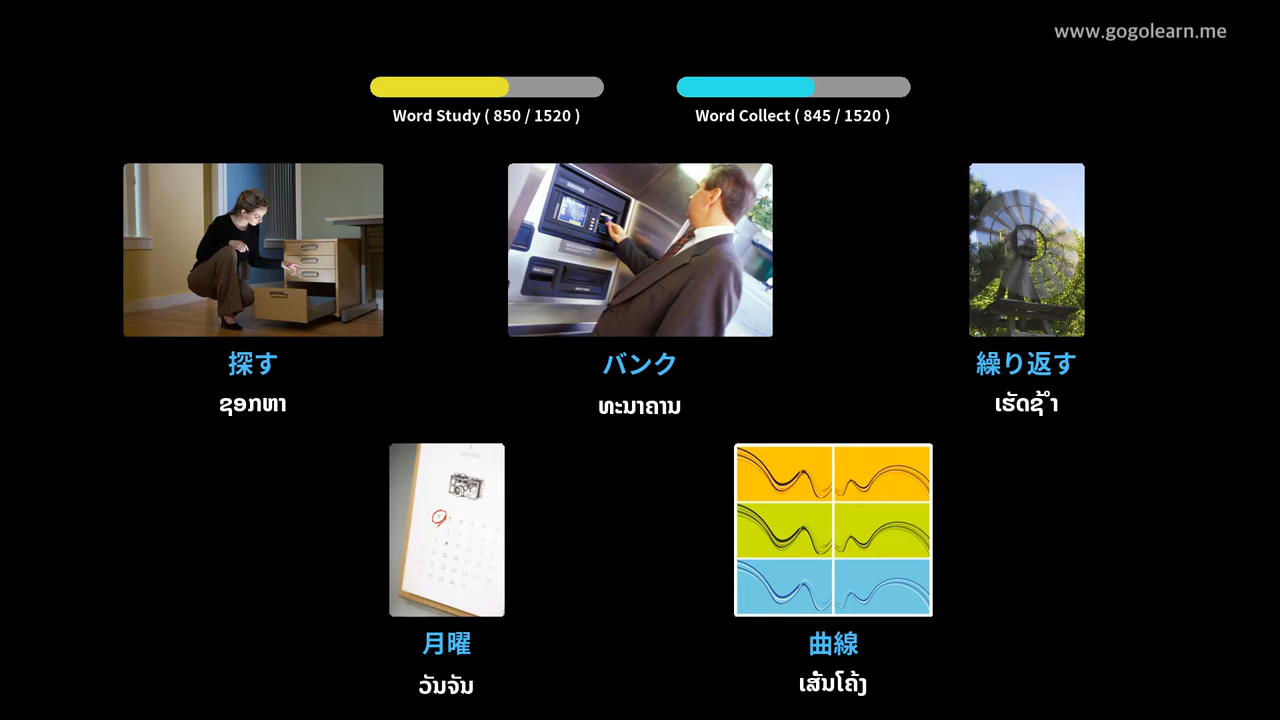 www.gogolearn.me
Word Study ( 850 / 1520 )
Word Collect ( 845 / 1520 )
探す
バンク
繰り返す
ຊອກຫາ
ທະນາຄານ
ເຮັດຊ້ໍາ
月曜
曲線
ວັນຈັນ
ເສັ້ນໂຄ້ງ